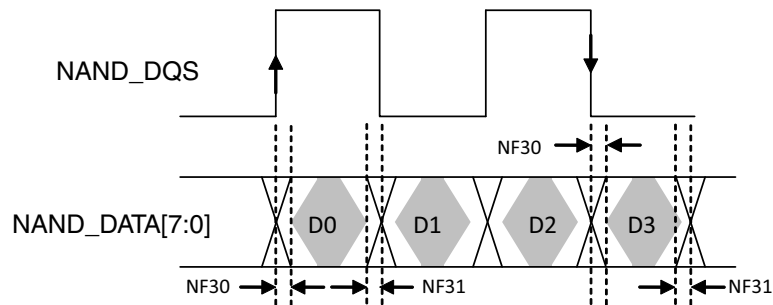 NAND_DQS
NF30
NAND_DATA[7:0]
D0
D1
D2
D3
NF30
NF31
NF31